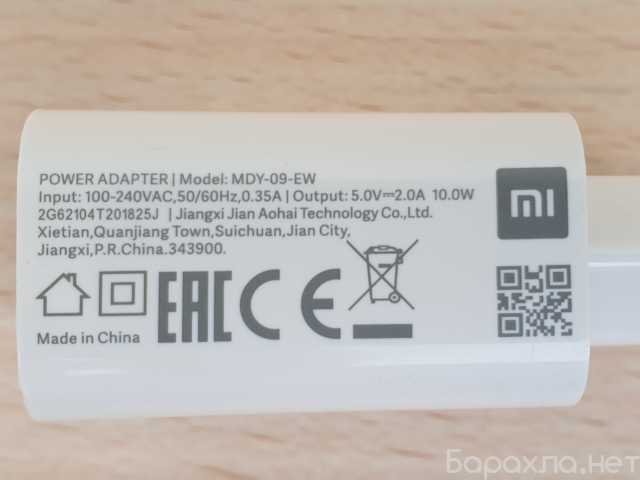 POWER ADAPTER | Model: MDY-09-EW
Input: 100-240VAC,50/60Hz,0.35A | Output: 5.0V⎓2.0A 10.0W
2G62104T201825J | Jiangxi Jian Aohai Technology Co.,Ltd.
Xietian,Quanjiang Town,Suichuan,Jian City,
Jiangxi,P.R.China.343900.
mi
EAC CE
Made in China
Барахла.нет